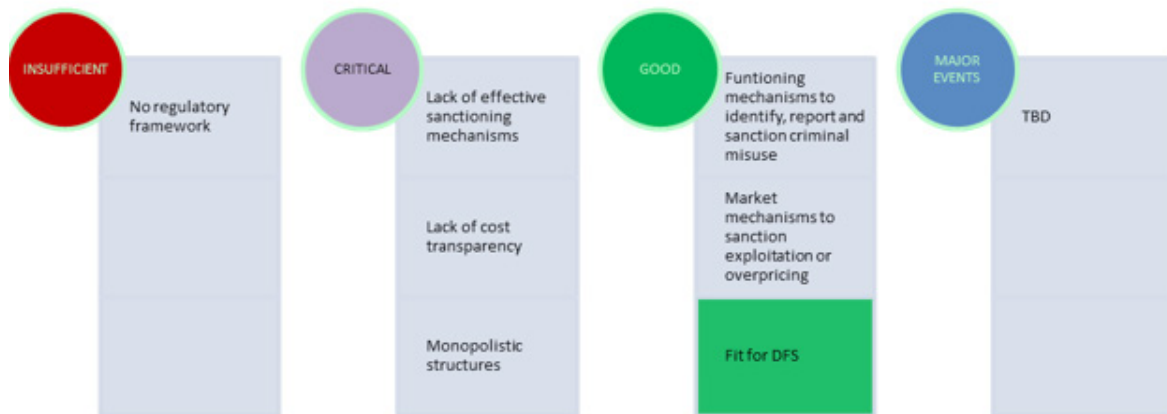 INSUFFICIENT
No regulatory
framework
CRITICAL
Lack of effective
sanctioning
mechanisms
Lack of cost
transparency
Monopolistic
structures
GOOD
Funtioning
mechanisms to
identify, report and
sanction criminal
misuse
Market
mechanisms to
sanction
exploitation or
overpricing
Fit for DFS
MAJOR
EVENTS
TBD